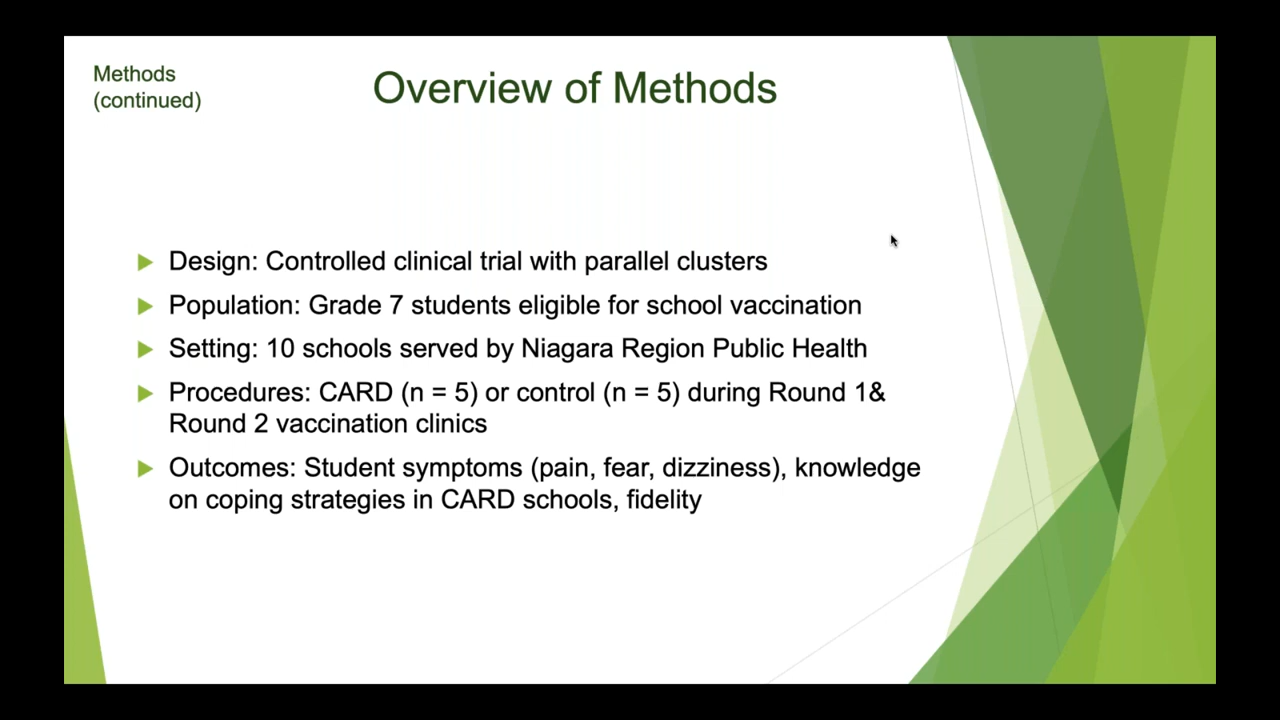 Methods
(continued)
Overview of Methods
Design: Controlled clinical trial with parallel clusters
Population: Grade 7 students eligible for school vaccination
Setting: 10 schools served by Niagara Region Public Health
Procedures: CARD (n = 5) or control (n = 5) during Round 1&
Round 2 vaccination clinics
Outcomes: Student symptoms (pain, fear, dizziness), knowledge
on coping strategies in CARD schools, fidelity